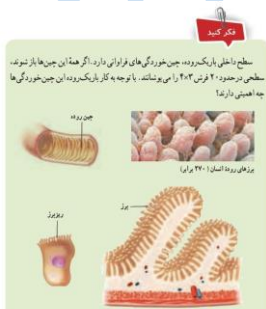 فکر کنید
سطح داخلی باریک‌روده، چین‌خوردگی‌های فراوانی دارد. اگر همهٔ این چین‌ها باز شوند،
سطحی درحدود ۲۰ فرش ۳×۴ را می‌پوشانند. با توجه به کار باریک‌روده این چین‌خوردگی‌ها
چه اهمیتی دارند؟
چین روده
پرزهای رودهٔ انسان (۲۷۰ برابر)
پرز
ریزپرز